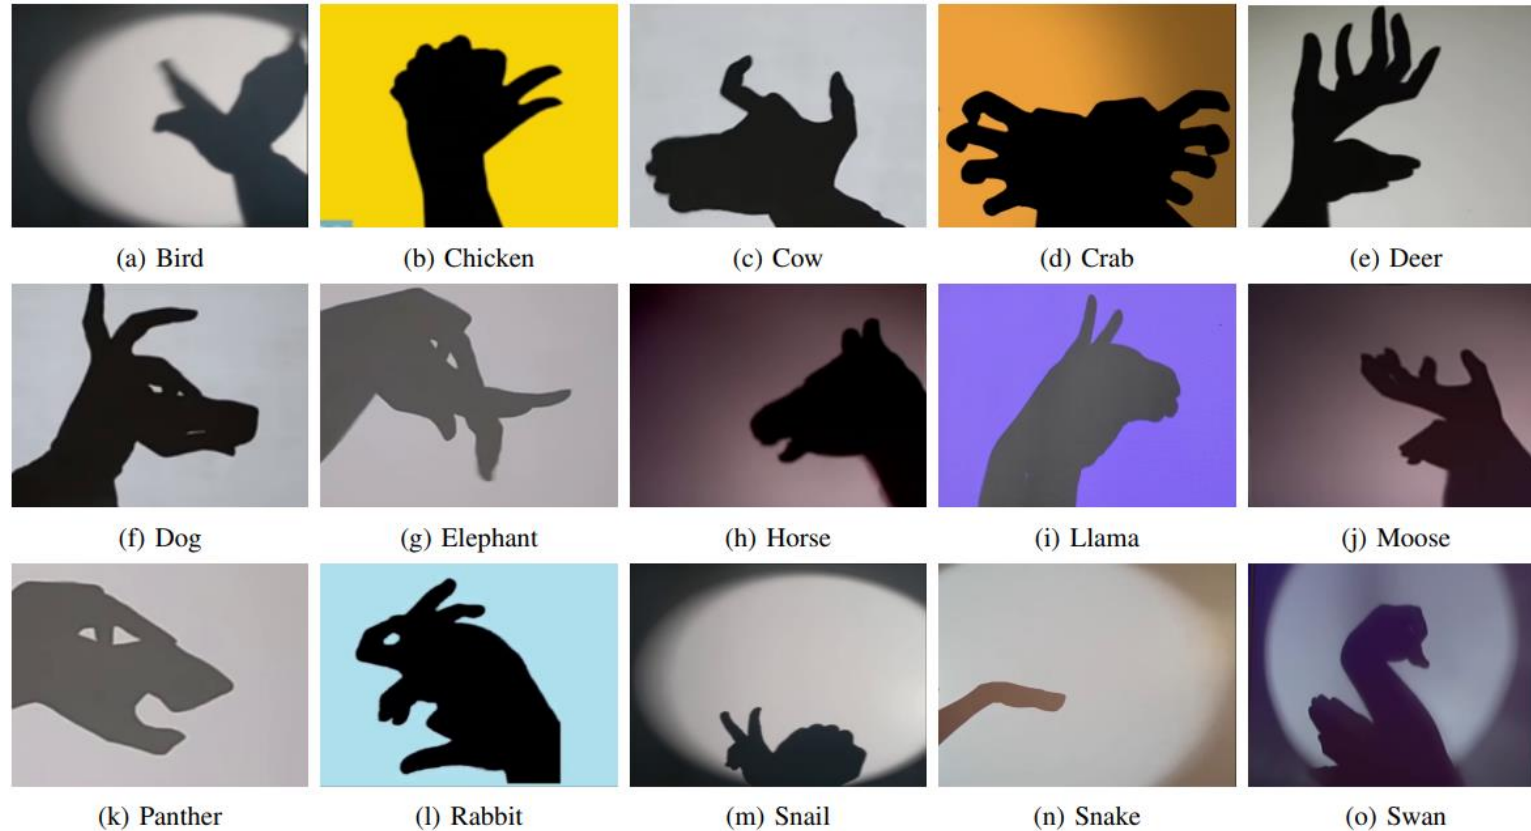 (a) Bird
(b) Chicken
(c) Cow
(d) Crab
(e) Deer
(f) Dog
(g) Elephant
(h) Horse
(i) Llama
(j) Moose
(k) Panther
(l) Rabbit
(m) Snail
(n) Snake
(o) Swan